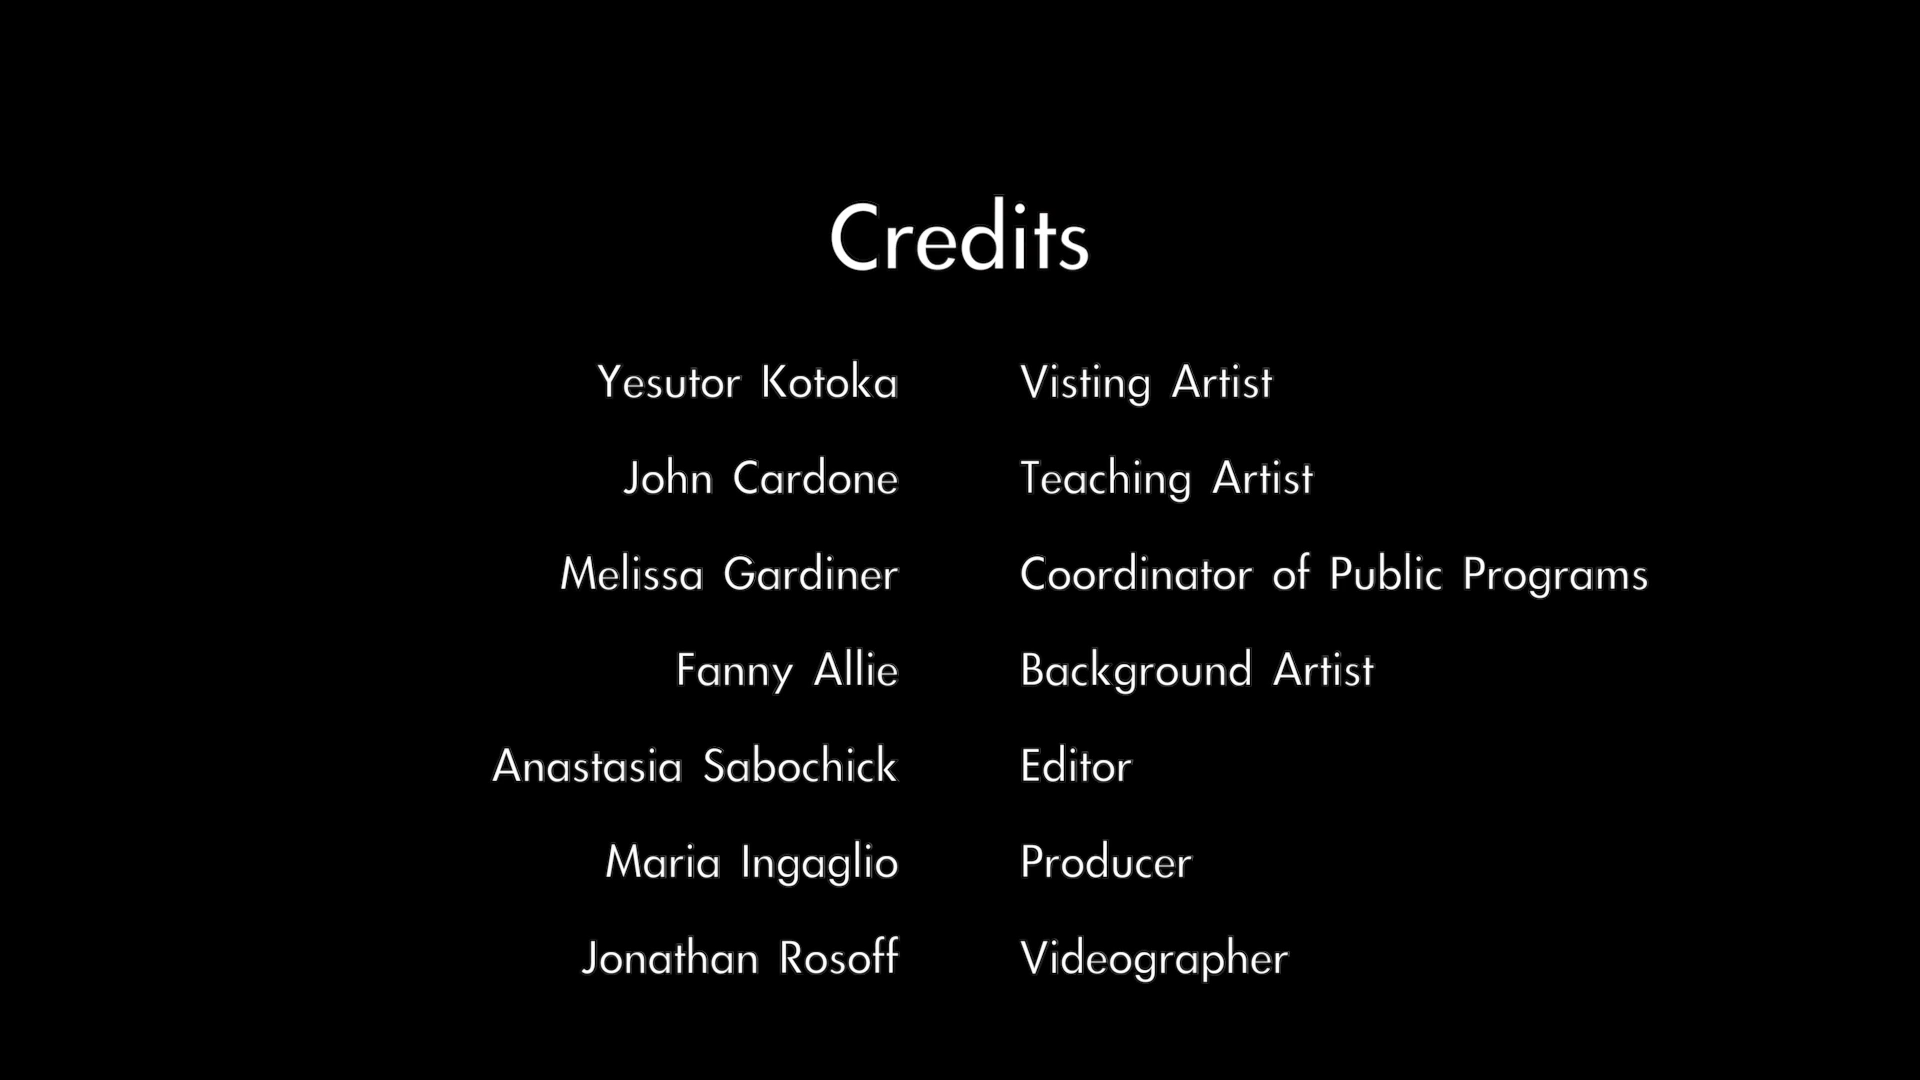 Credits
Yesutor Kotoka Visting Artist
John Cardone Teaching Artist
Melissa Gardiner Coordinator of Public Programs
Fanny Allie Background Artist
Anastasia Sabochick Editor
Maria Ingaglio Producer
Jonathan Rosoff Videographer